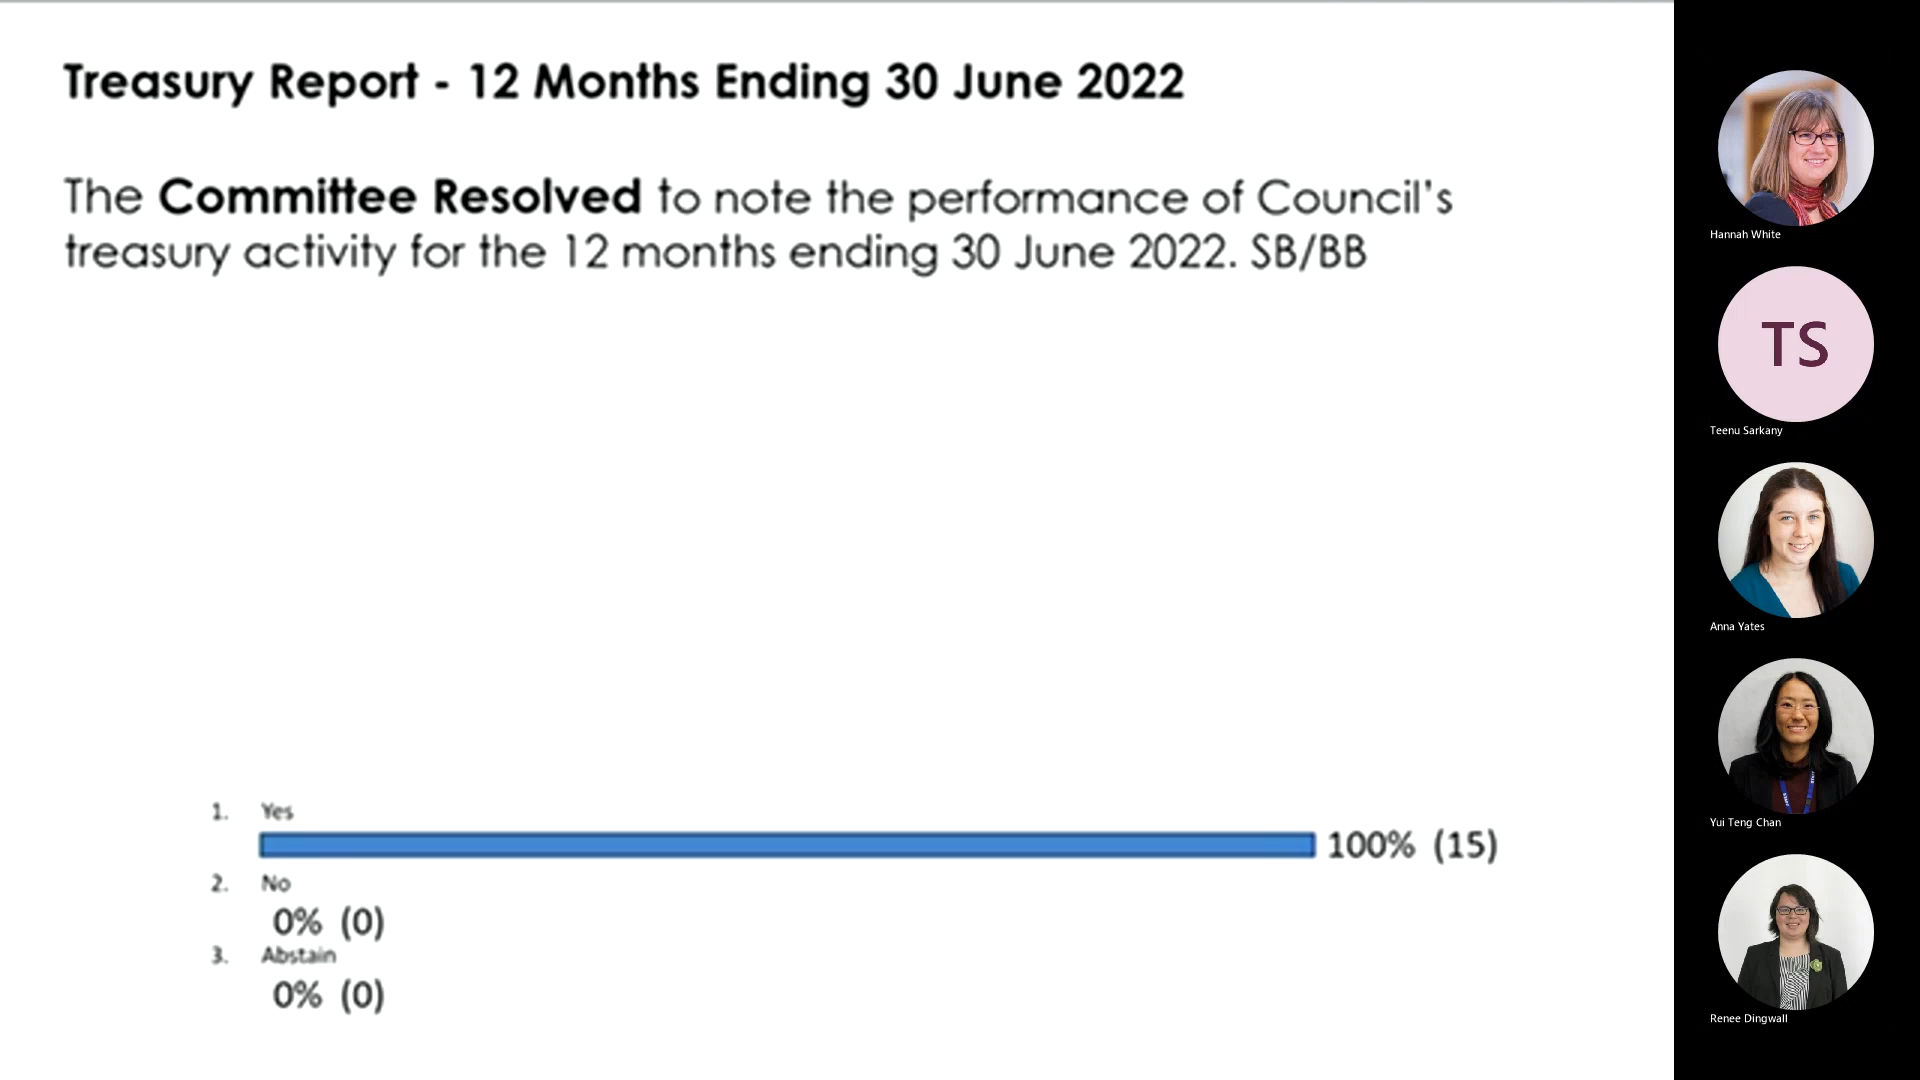 Treasury Report - 12 Months Ending 30 June 2022
The Committee Resolved to note the performance of Council's
treasury activity for the 12 months ending 30 June 2022. SB/BB
1. Yes
100% (15)
2. No
0% (0)
3. Abstain
0% (0)
Hannah White
TS
Teenu Sarkany
Anna Yates
Yui Teng Chan
Renee Dingwall